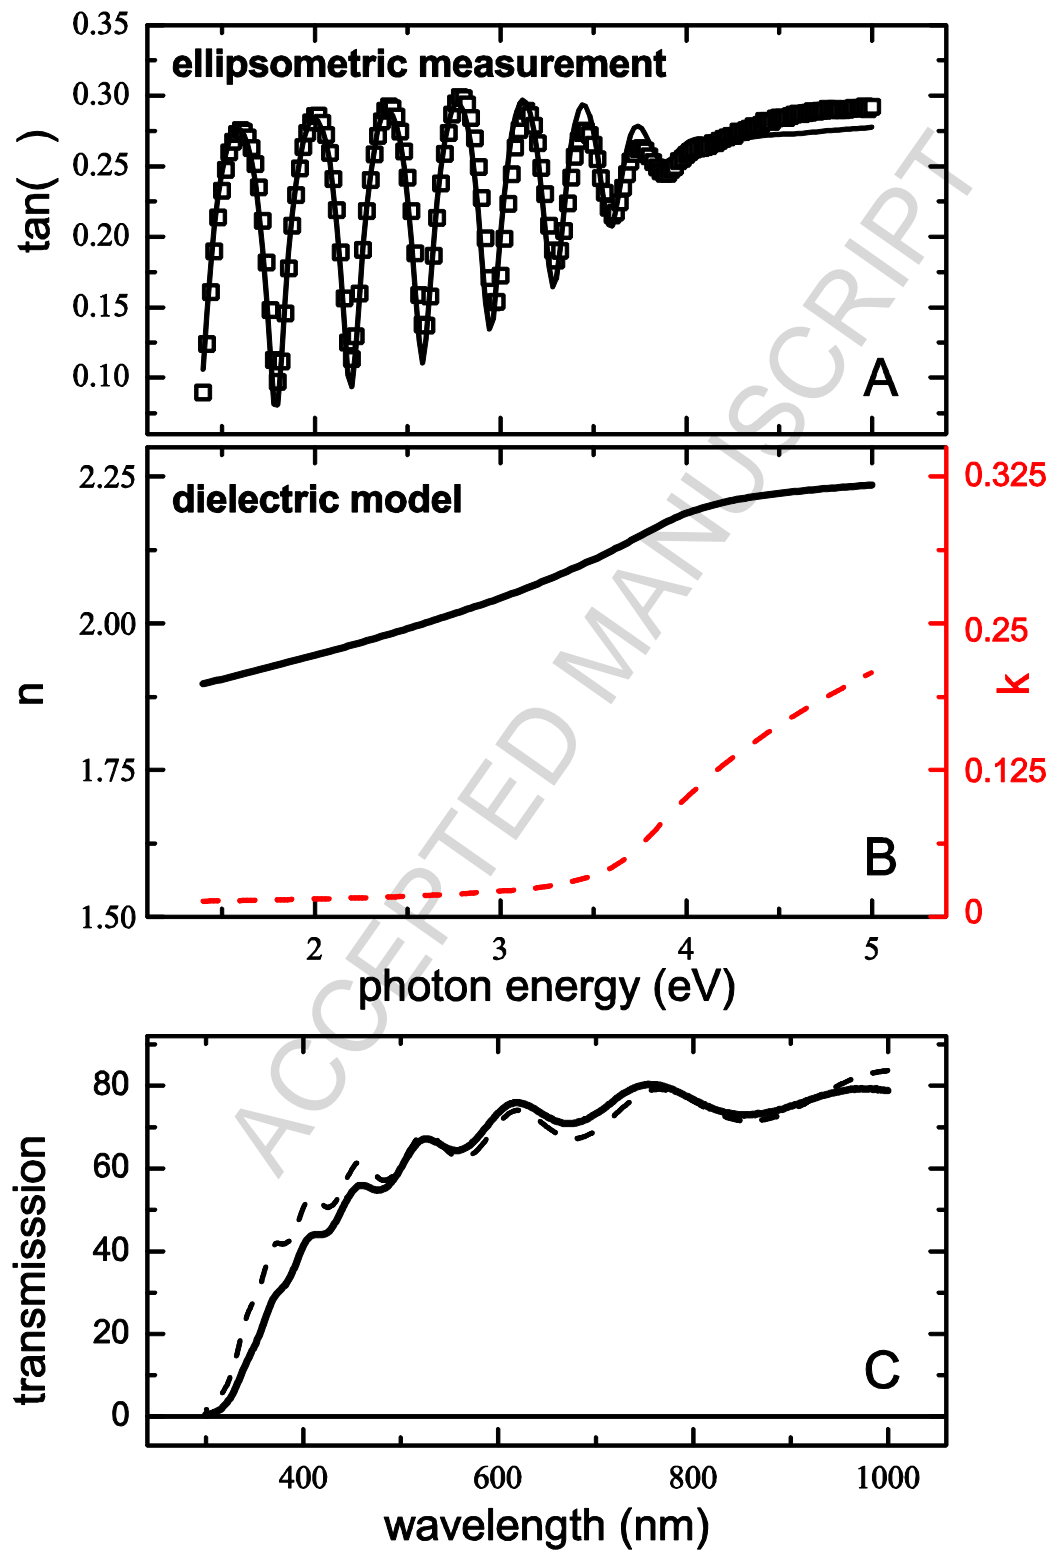 0.35
ellipsometric measurement
0.30
0.25
tan( )
0.20
0.15
0.10
A
2.25
dielectric model
0.325
2.00
0.25
n
k
1.75
0.125
B
1.50
0
2
3
4
5
photon energy (eV)
ACCEPTED MANUSCRIPT
80
60
transmisssion
40
20
C
0
400
600
800
1000
wavelength (nm)